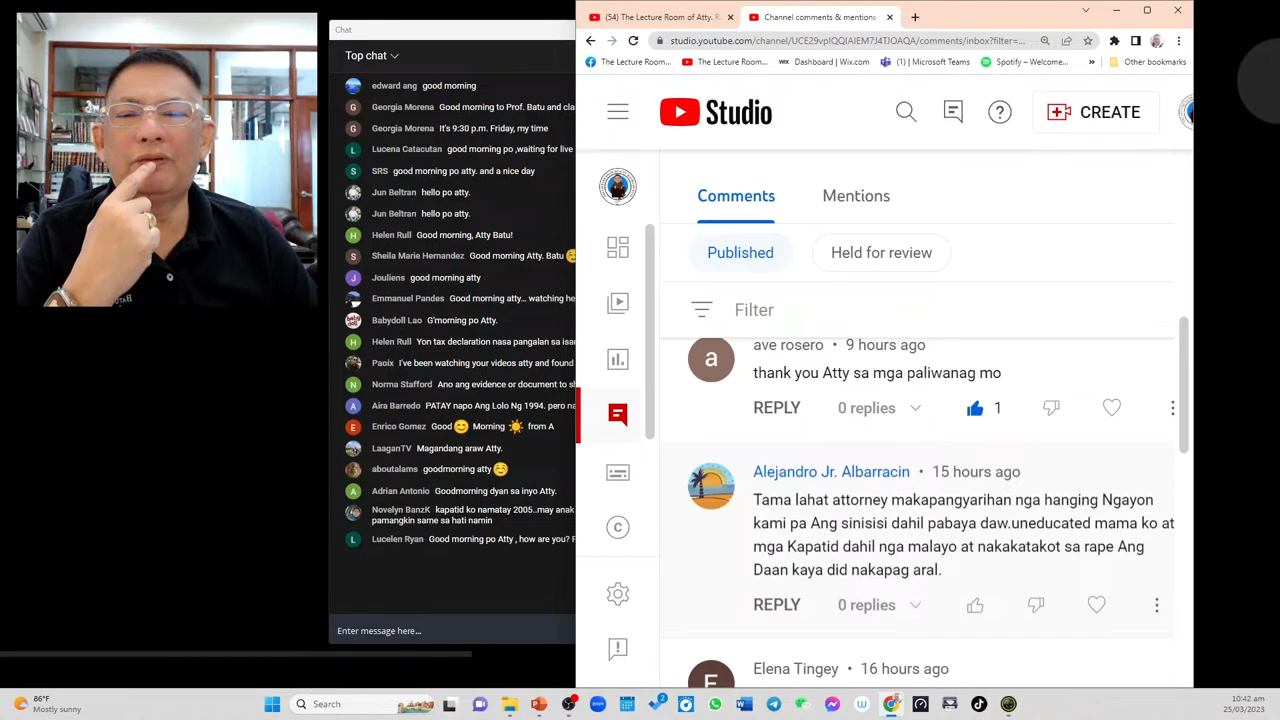 Chat
Top chat
edward ang good morning
Georgia Morena Good morning to Prof. Batu and cla
Georgia Morena It's 9:30 p.m. Friday, my time
Lucena Catacutan good morning po ,waiting for live
SRS good morning po atty. and a nice day
Jun Beltran hello po atty.
Jun Beltran hello po atty.
Helen Rull Good morning, Atty Batu!
Sheila Marie Hernandez Good morning Atty. Batu
Jouliens good morning atty
Emmanuel Pandes Good morning atty... watching he
Babydoll Lao G'morning po Atty.
Helen Rull Yon tax declaration nasa pangalan sa isan
Paoix I've been watching your videos atty and found
Norma Stafford Ano ang evidence or document to sh
Aira Barredo PATAY napo Ang Lolo Ng 1994. pero na
Enrico Gomez Good 😊 Morning ☀️ from A
LaaganTV Magandang araw Atty.
aboutalams goodmorning atty ☺️
Adrian Antonio Goodmorning dyan sa inyo Atty.
Novelyn BanzK kapatid ko namatay 2005..may anak
pamangkin same sa hati namin
Lucelen Ryan Good morning po Atty , how are you? F
Enter message here...
(54) The Lecture Room of Atty. R
Channel comments & mentions
studio.youtube.com/channel/UCE29vpIQQIAIEM7J4TJOAQA/comments/inbox?filter=...
The Lecture Room...
The Lecture Room...
Dashboard | Wix.com
(1) | Microsoft Teams
Spotify – Welcome...
Other bookmarks
Studio
CREATE
Comments
Mentions
Published
Held for review
Filter
ave rosero • 9 hours ago
thank you Atty sa mga paliwanag mo
REPLY 0 replies 1
Alejandro Jr. Albarracin • 15 hours ago
Tama lahat attorney makapangyarihan nga hanging Ngayon
kami pa Ang sinisisi dahil pabaya daw.uneducated mama ko at
mga Kapatid dahil nga malayo at nakakatakot sa rape Ang
Daan kaya did nakapag aral.
REPLY 0 replies
Elena Tingey • 16 hours ago
86°F
Mostly sunny
Search
10:42 am
25/03/2023